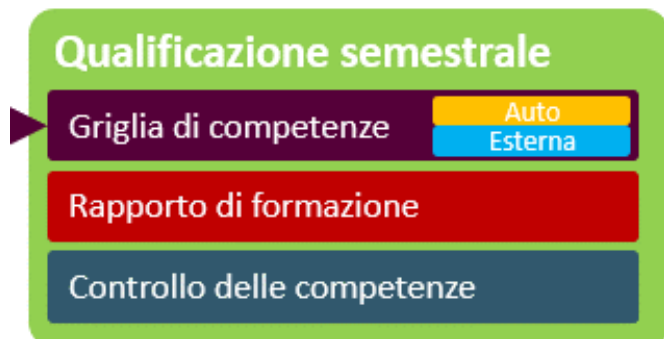 Qualificazione semestrale
Griglia di competenze
Auto
Esterna
Rapporto di formazione
Controllo delle competenze